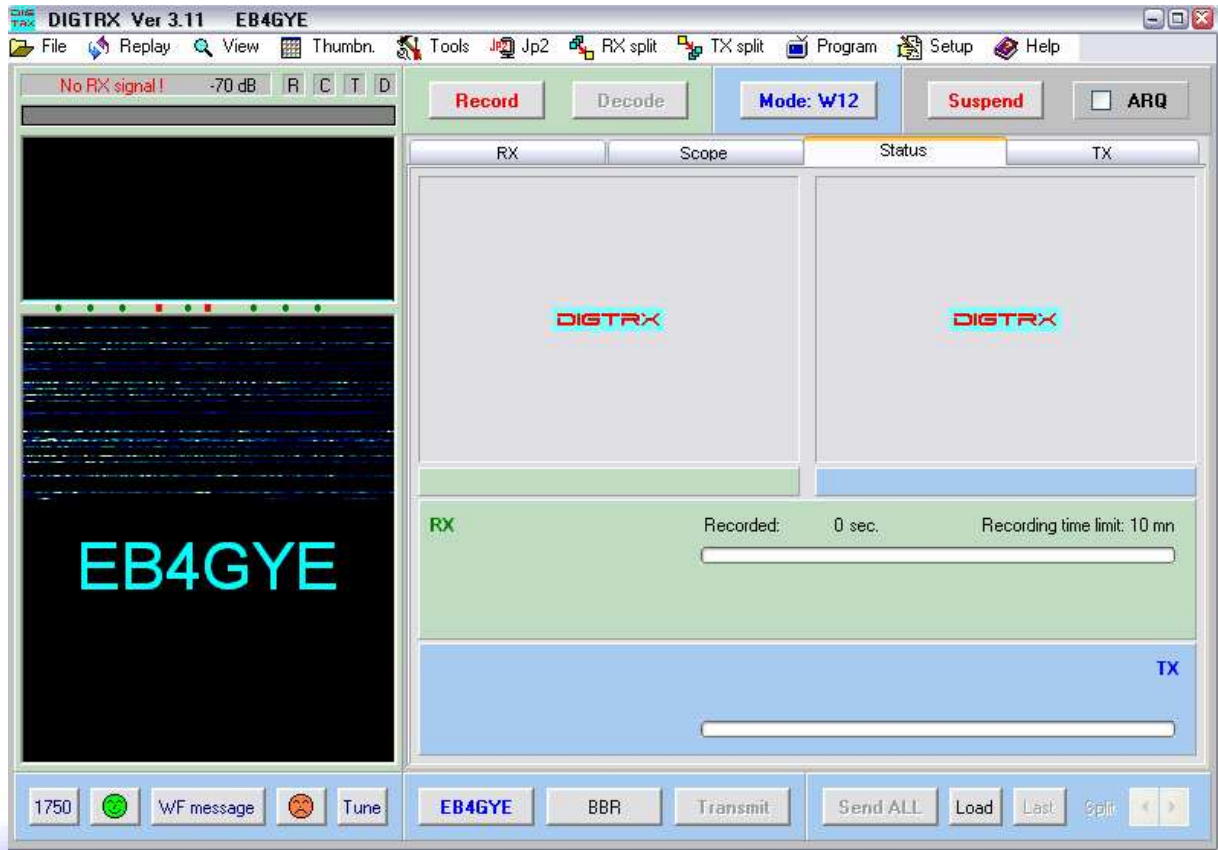 DIG TRX DIGTRX Ver 3.11 EB4GYE
File Replay View Thumbn. Tools Jp2 Jp2 RX split TX split Program Setup Help
No RX signal! -70 dB R C T D
Record Decode Mode: W12 Suspend ARQ
RX Scope Status TX
DIGTRX DIGTRX
RX Recorded: 0 sec. Recording time limit: 10 mn
EB4GYE
TX
1750 WF message Tune EB4GYE BBR Transmit Send ALL Load Last Split